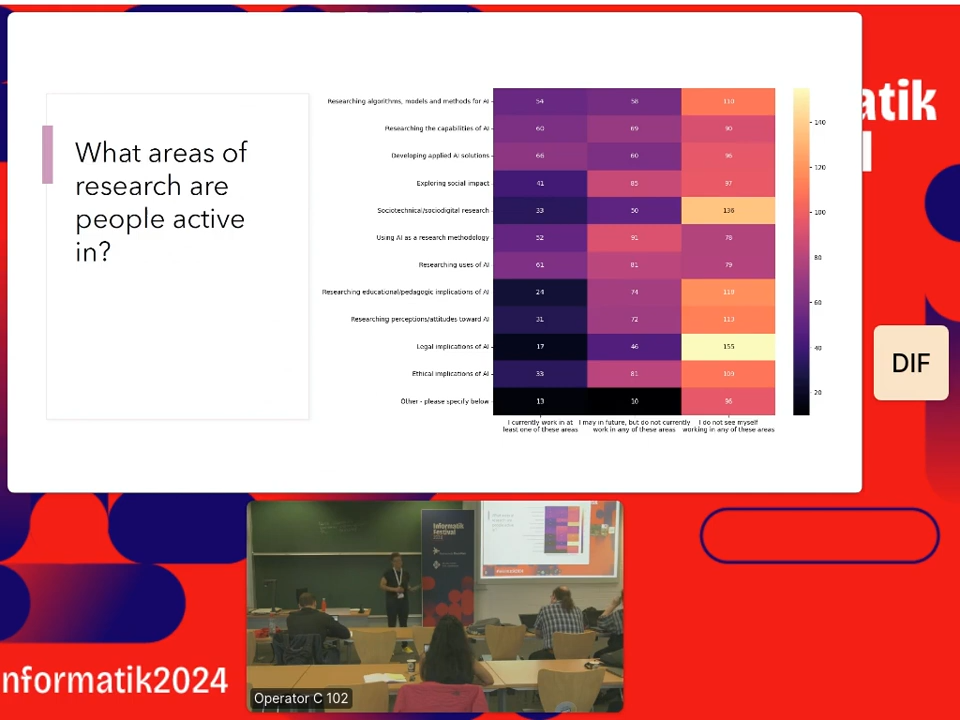 What areas of
research are
people active
in?
Researching algorithms, models and methods for AI 54 58 110
Researching the capabilities of AI 60 69 90
Developing applied AI solutions 66 60 96
Exploring social impact 41 85 97
Sociotechnical/sociodigital research 33 50 136
Using AI as a research methodology 52 91 78
Researching uses of AI 61 81 79
Researching educational/pedagogic implications of AI 24 74
Researching perceptions/attitudes toward AI 31 72 113
Legal implications of AI 17 46 155
Ethical implications of AI 33 81 109
Other - please specify below 13 10 96
I currently work in at
least one of these areas
I may in future, but do not currently
work in any of these areas
I do not see myself
working in any of these areas
140
120
100
80
60
40
20
atik
DIF
Informatik
Festival
Operator C 102
nformatik2024